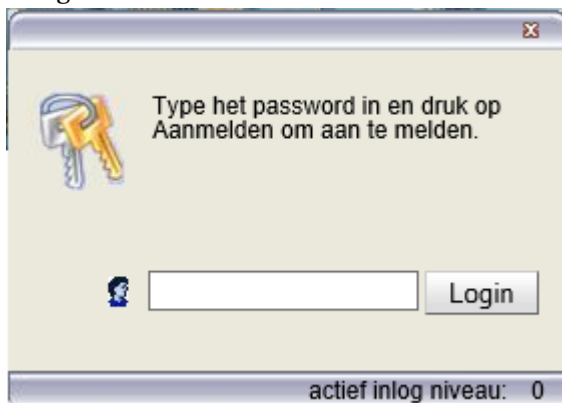 Type het password in en druk op
Aanmelden om aan te melden.
Login
actief inlog niveau: 0